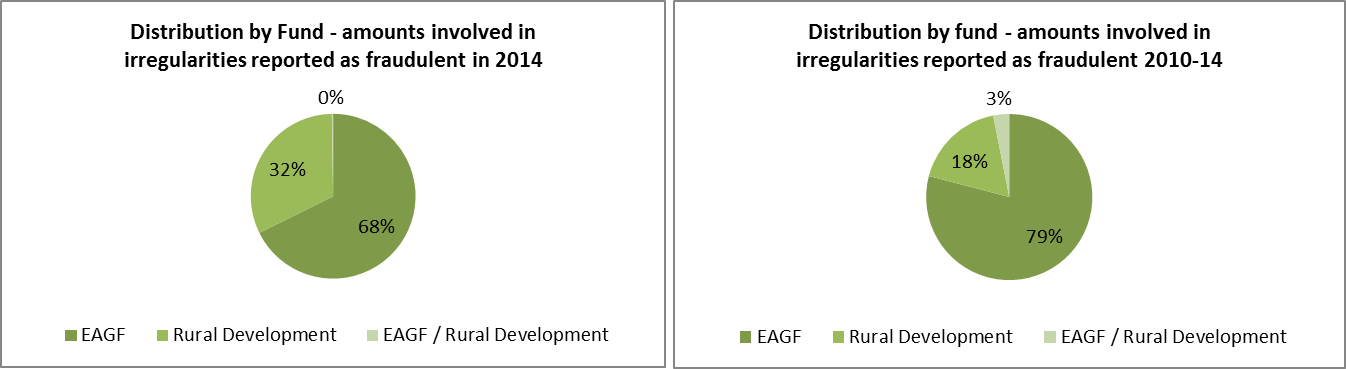 Distribution by Fund - amounts involved in
irregularities reported as fraudulent in 2014
0%
32%
68%
EAGF
Rural Development
EAGF / Rural Development
Distribution by fund - amounts involved in
irregularities reported as fraudulent 2010-14
3%
18%
79%
EAGF
Rural Development
EAGF / Rural Development